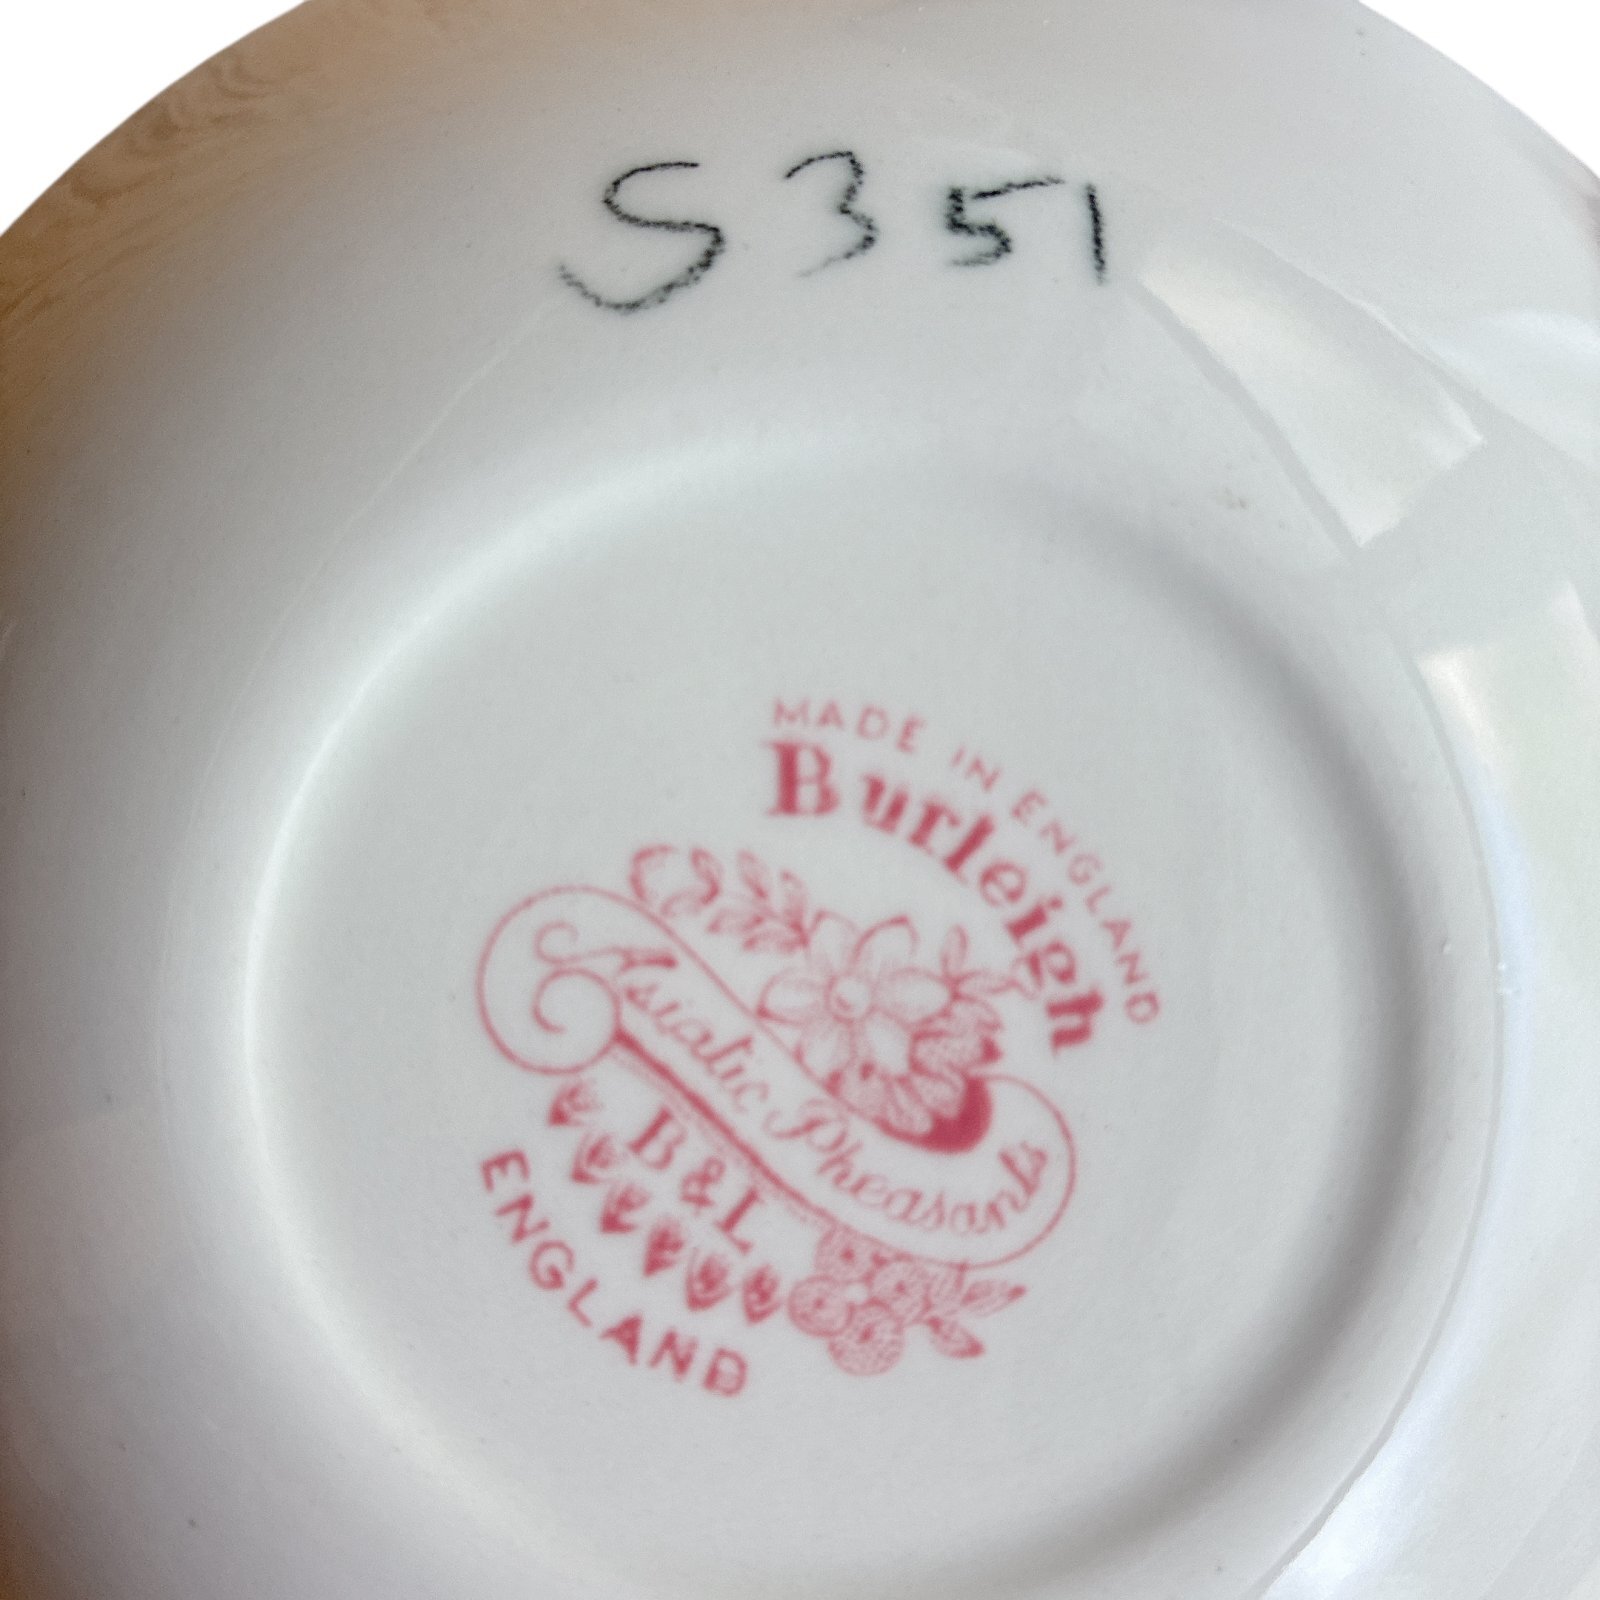 S351
MADE IN ENGLAND
Burleigh
Asiatic Pheasants
B & L
ENGLAND